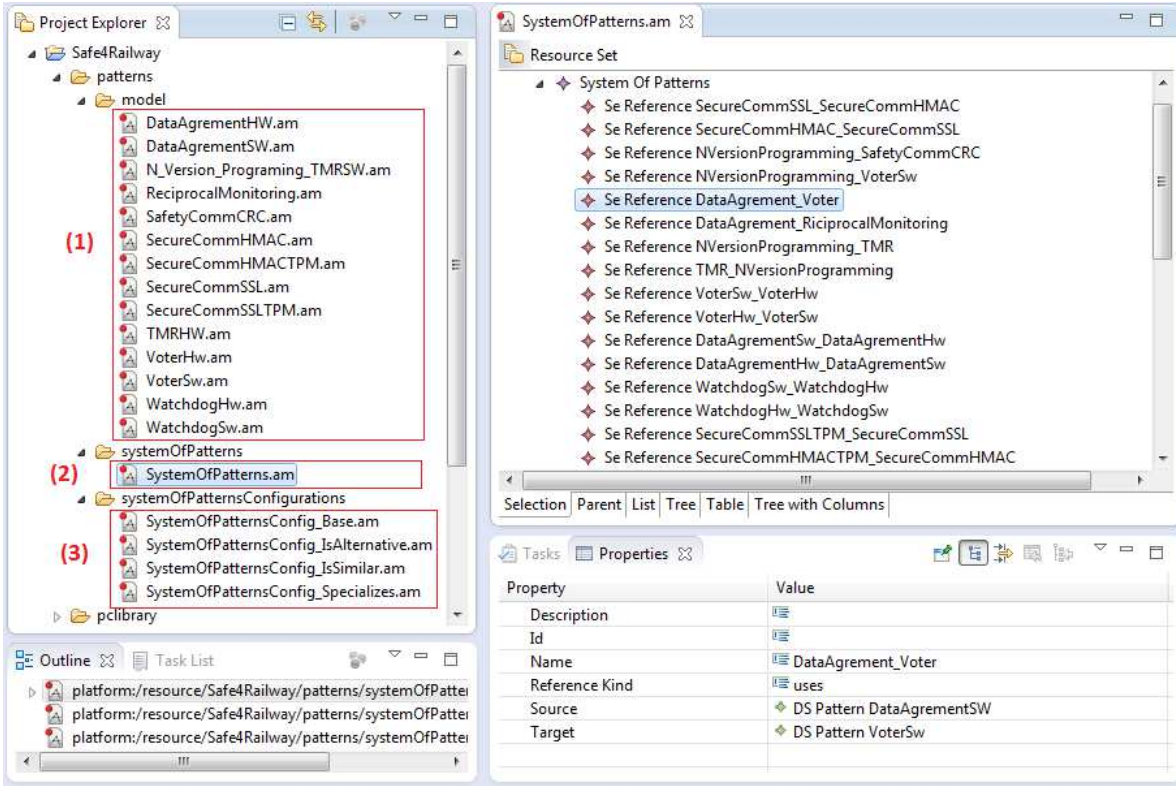 Project Explorer
Safe4Railway
patterns
model
DataAgrementHW.am
DataAgrementSW.am
N_Version_Programing_TMRSW.am
ReciprocalMonitoring.am
SafetyCommCRC.am
(1)
SecureCommHMAC.am
SecureCommHMACTPM.am
SecureCommSSL.am
SecureCommSSLTPM.am
TMRHW.am
VoterHw.am
VoterSw.am
WatchdogHw.am
WatchdogSw.am
systemOfPatterns
(2)
SystemOfPatterns.am
systemOfPatternsConfigurations
SystemOfPatternsConfig_Base.am
SystemOfPatternsConfig_IsAlternative.am
(3)
SystemOfPatternsConfig_IsSimilar.am
SystemOfPatternsConfig_Specializes.am
pclibrary
Outline Task List
platform:/resource/Safe4Railway/patterns/systemOfPatter
platform:/resource/Safe4Railway/patterns/systemOfPatter
platform:/resource/Safe4Railway/patterns/systemOfPatter
SystemOfPatterns.am
Resource Set
System Of Patterns
Se Reference SecureCommSSL_SecureCommHMAC
Se Reference SecureCommHMAC_SecureCommSSL
Se Reference NVersionProgramming_SafetyCommCRC
Se Reference NVersionProgramming_VoterSw
Se Reference DataAgrement_Voter
Se Reference DataAgrement_RiciprocalMonitoring
Se Reference NVersionProgramming_TMR
Se Reference TMR_NVersionProgramming
Se Reference VoterSw_VoterHw
Se Reference VoterHw_VoterSw
Se Reference DataAgrementSw_DataAgrementHw
Se Reference DataAgrementHw_DataAgrementSw
Se Reference WatchdogSw_WatchdogHw
Se Reference WatchdogHw_WatchdogSw
Se Reference SecureCommSSLTPM_SecureCommSSL
Se Reference SecureCommHMACTPM_SecureCommHMAC
Selection Parent List Tree Table Tree with Columns
Tasks Properties
Property Value
Description
Id
Name DataAgrement_Voter
Reference Kind uses
Source DS Pattern DataAgrementSW
Target DS Pattern VoterSw